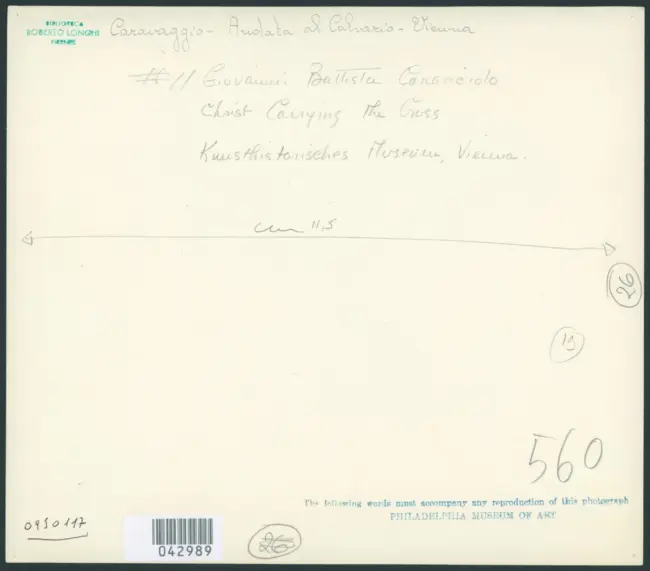 BIBLIOTECA
ROBERTO LONGHI
FIRENZE
Caravaggio - Andata al Calvario - Vienna
# 11 Giovanni Battista Caracciolo
Christ Carrying the Cross
Kunsthistorisches Museum, Vienna.
cm 11,5
26
19
560
The following words must accompany any reproduction of this photograph
PHILADELPHIA MUSEUM OF ART
0950117
042989
26